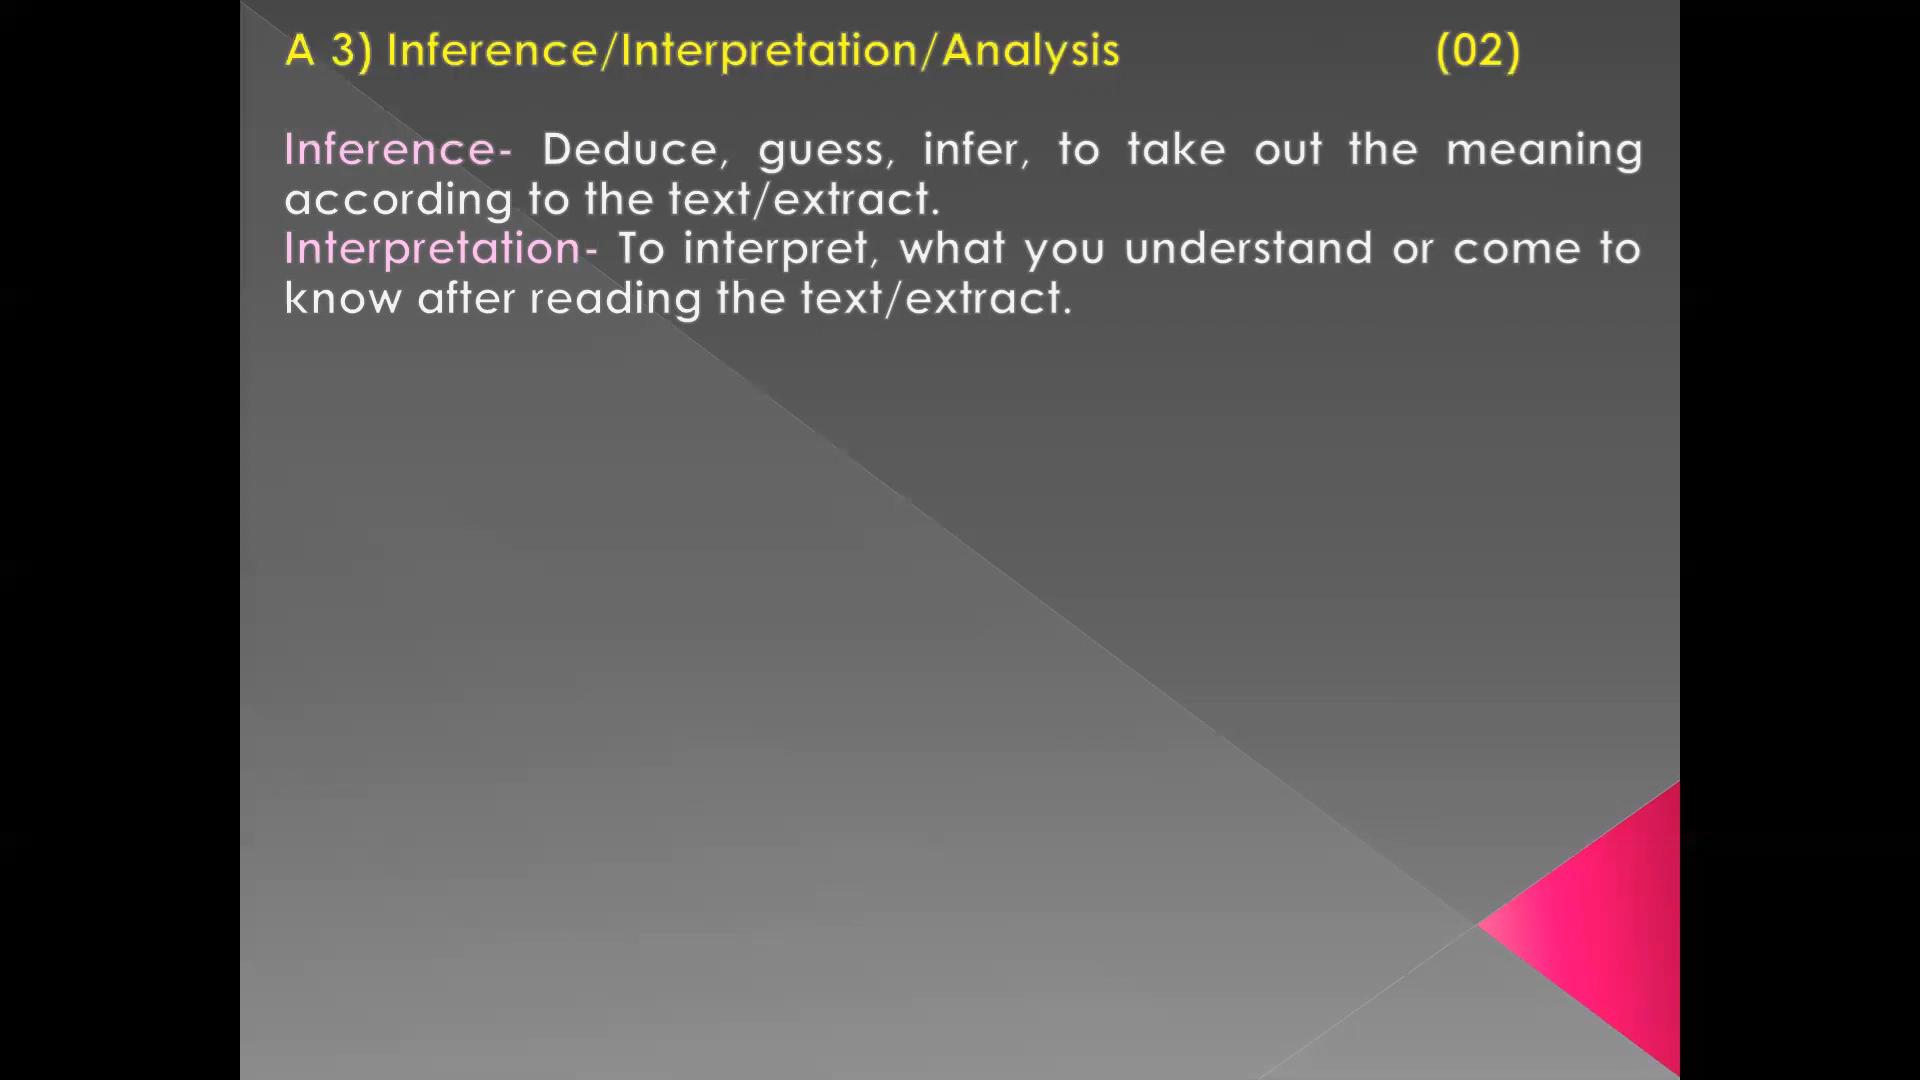 A 3) Inference/Interpretation/Analysis (02)
Inference- Deduce, guess, infer, to take out the meaning
according to the text/extract.
Interpretation- To interpret, what you understand or come to
know after reading the text/extract.